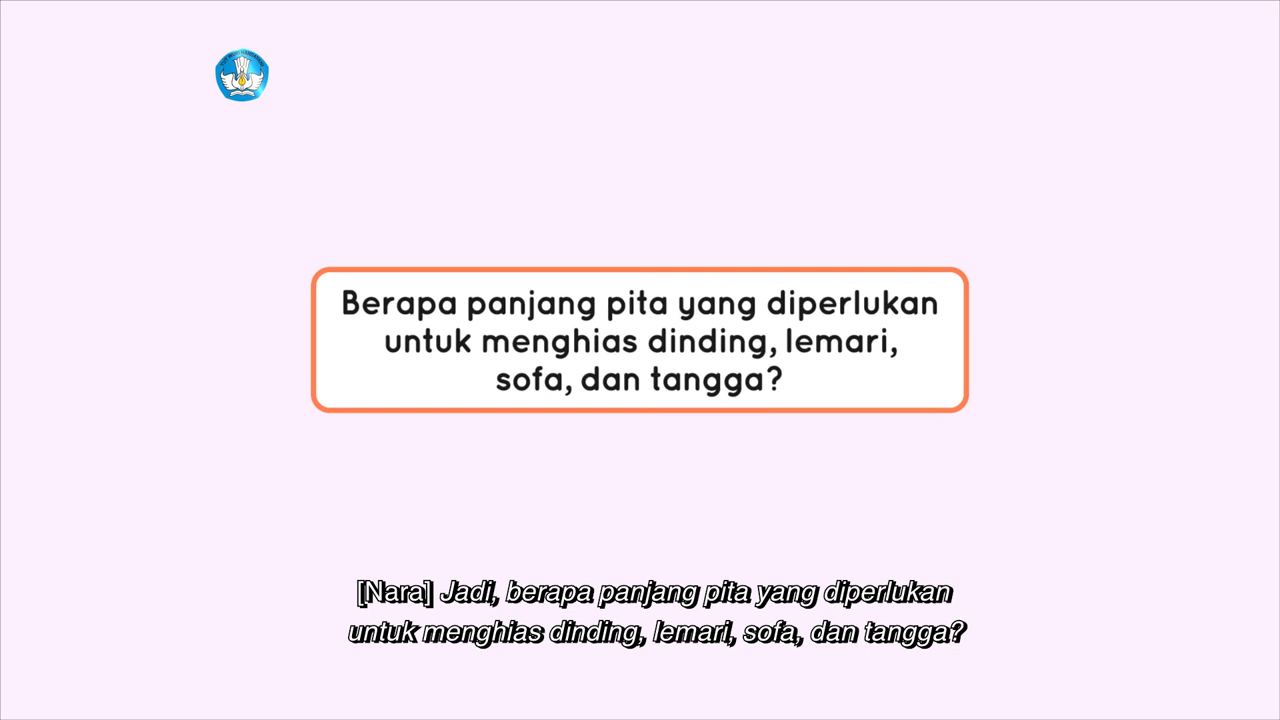 Berapa panjang pita yang diperlukan
untuk menghias dinding, lemari,
sofa, dan tangga?
[Nara] Jadi, berapa panjang pita yang diperlukan
untuk menghias dinding, lemari, sofa, dan tangga?